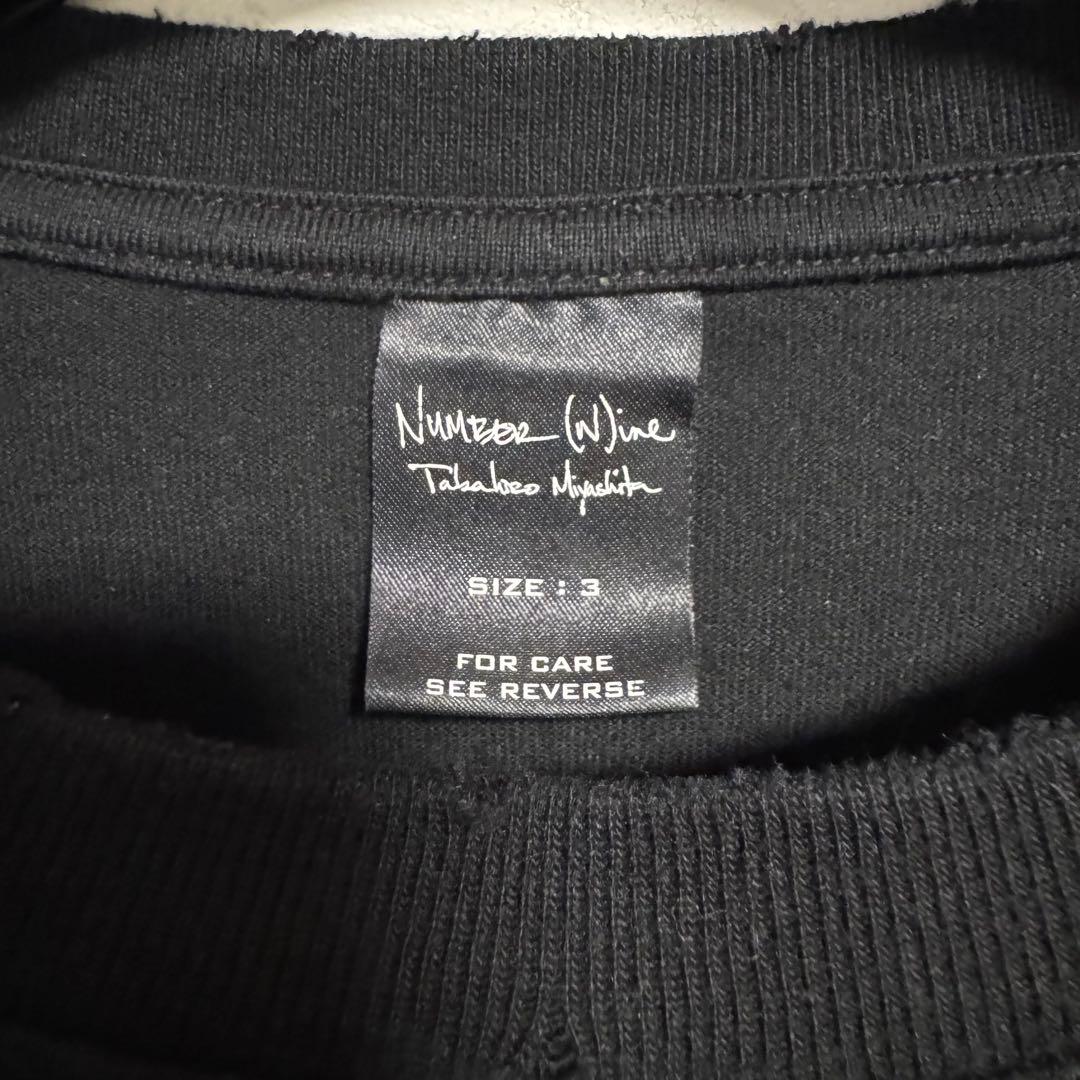 NUMBER (N)ine
Takahiro Miyashita
SIZE : 3
FOR CARE
SEE REVERSE